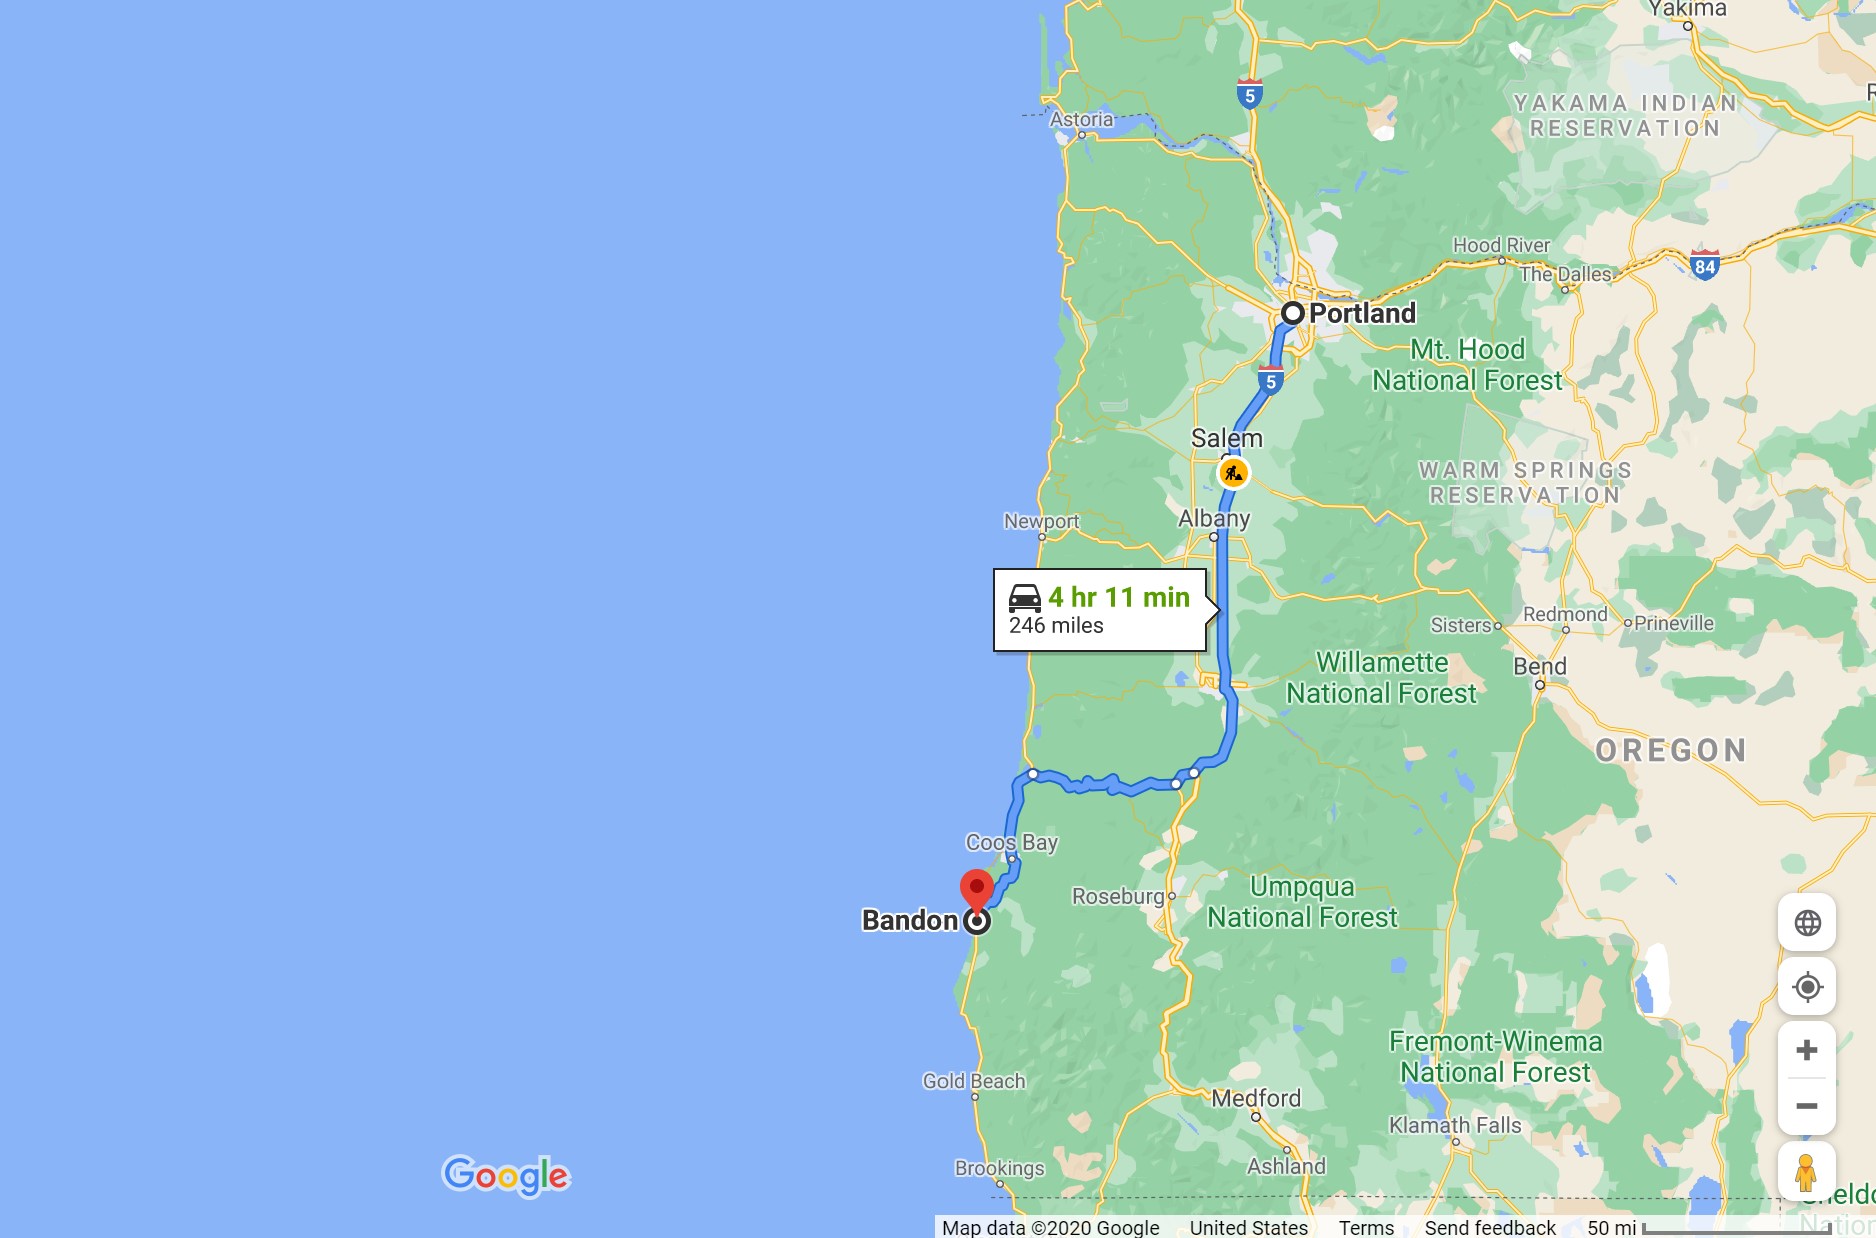 Yakima
5
YAKAMA INDIAN
RESERVATION
Astoria
Hood River
The Dalles
84
Portland
Mt. Hood
National Forest
5
Salem
WARM SPRINGS
RESERVATION
Newport
Albany
4 hr 11 min
246 miles
Sisters
Redmond
Prineville
Willamette
National Forest
Bend
OREGON
Coos Bay
Roseburg
Umpqua
National Forest
Bandon
Fremont-Winema
National Forest
Gold Beach
Medford
Klamath Falls
Brookings
Ashland
Google
Map data ©2020 Google United States Terms Send feedback 50 mi